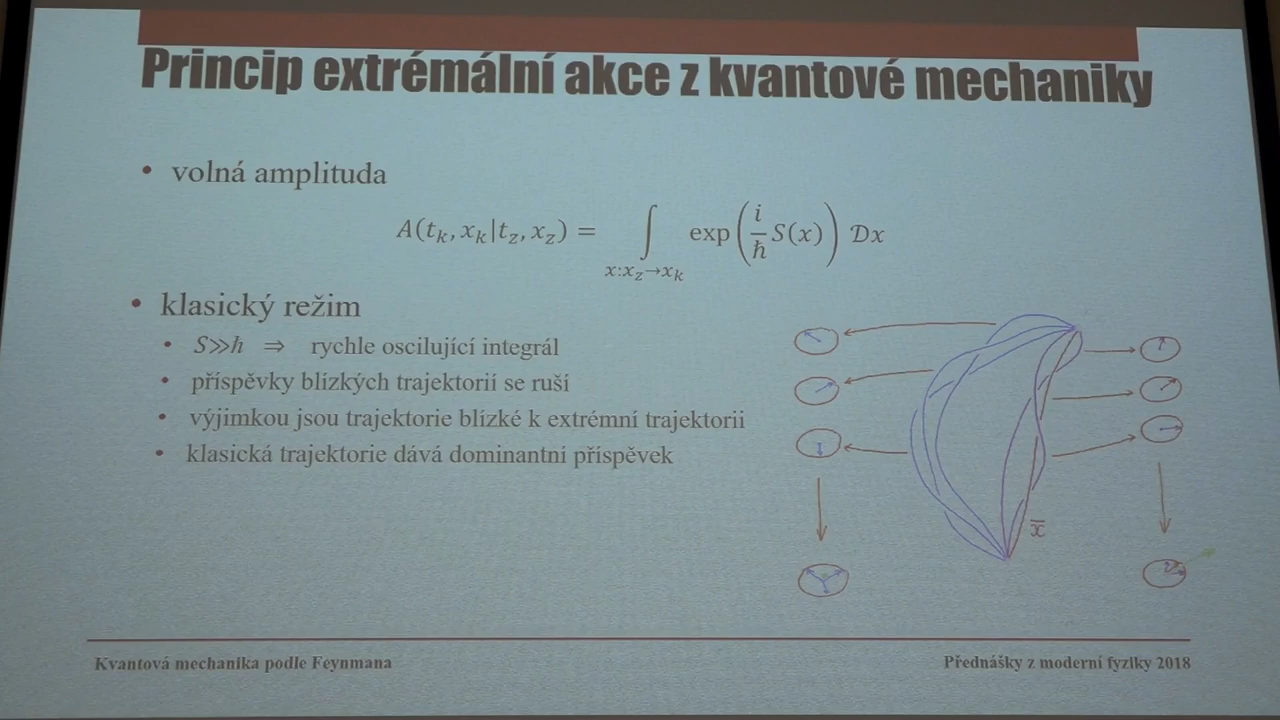 Princip extrémální akce z kvantové mechaniky
• volná amplituda
A(t_k, x_k|t_z, x_z) = ∫_{x:x_z→x_k} exp(i/ħ S(x)) 𝒟x
• klasický režim
• S≫ħ ⇒ rychle oscilující integrál
• příspěvky blízkých trajektorií se ruší
• výjimkou jsou trajektorie blízké k extrémní trajektorii
• klasická trajektorie dává dominantní příspěvek
x̄
Kvantová mechanika podle Feynmana
Přednášky z moderní fyziky 2018